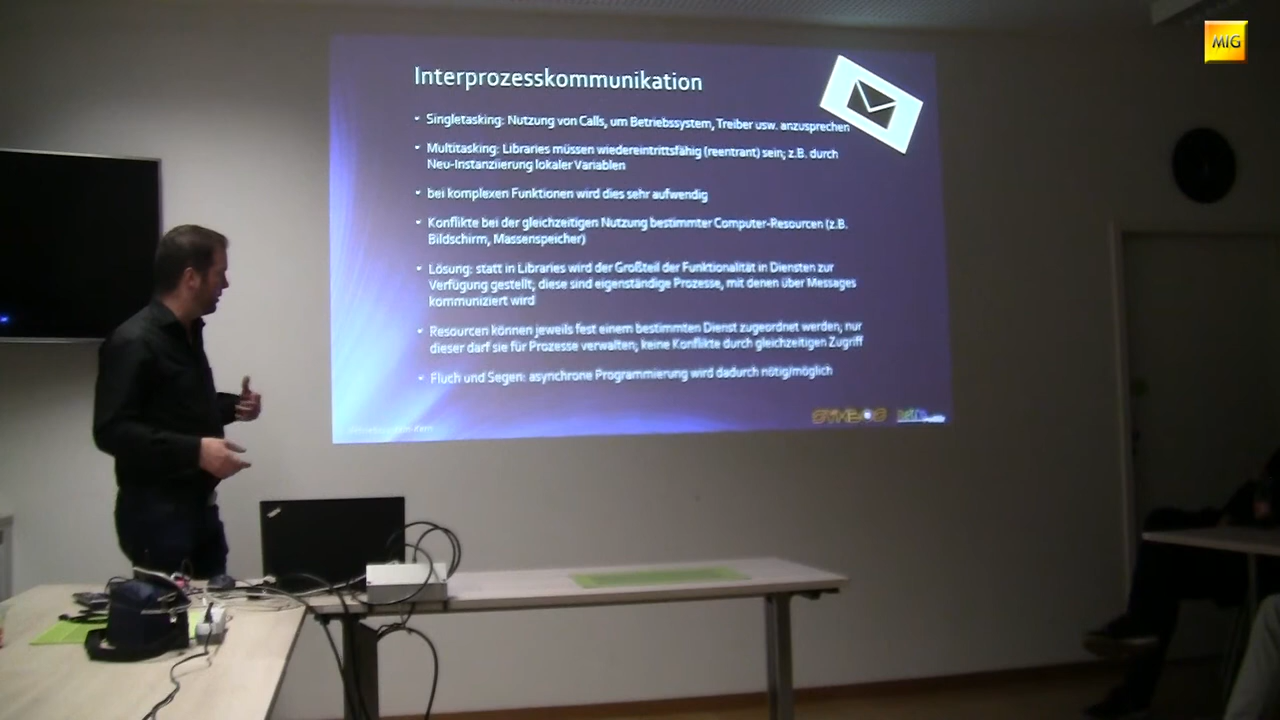 MIG
Interprozesskommunikation
- Singletasking: Nutzung von Calls, um Betriebssystem, Treiber usw. anzusprechen
- Multitasking: Libraries müssen wiedereintrittsfähig (reentrant) sein; z.B. durch
Neu-Instanziierung lokaler Variablen
- bei komplexen Funktionen wird dies sehr aufwendig
- Konflikte bei der gleichzeitigen Nutzung bestimmter Computer-Resourcen (z.B.
Bildschirm, Massenspeicher)
- Lösung: statt in Libraries wird der Großteil der Funktionalität in Diensten zur
Verfügung gestellt, diese sind eigenständige Prozesse, mit denen über Messages
kommuniziert wird
- Resourcen können jeweils fest einem bestimmten Dienst zugeordnet werden; nur
dieser darf sie für Prozesse verwalten; keine Konflikte durch gleichzeitigen Zugriff
- Fluch und Segen: asynchrone Programmierung wird dadurch nötig/möglich
SYMBOS